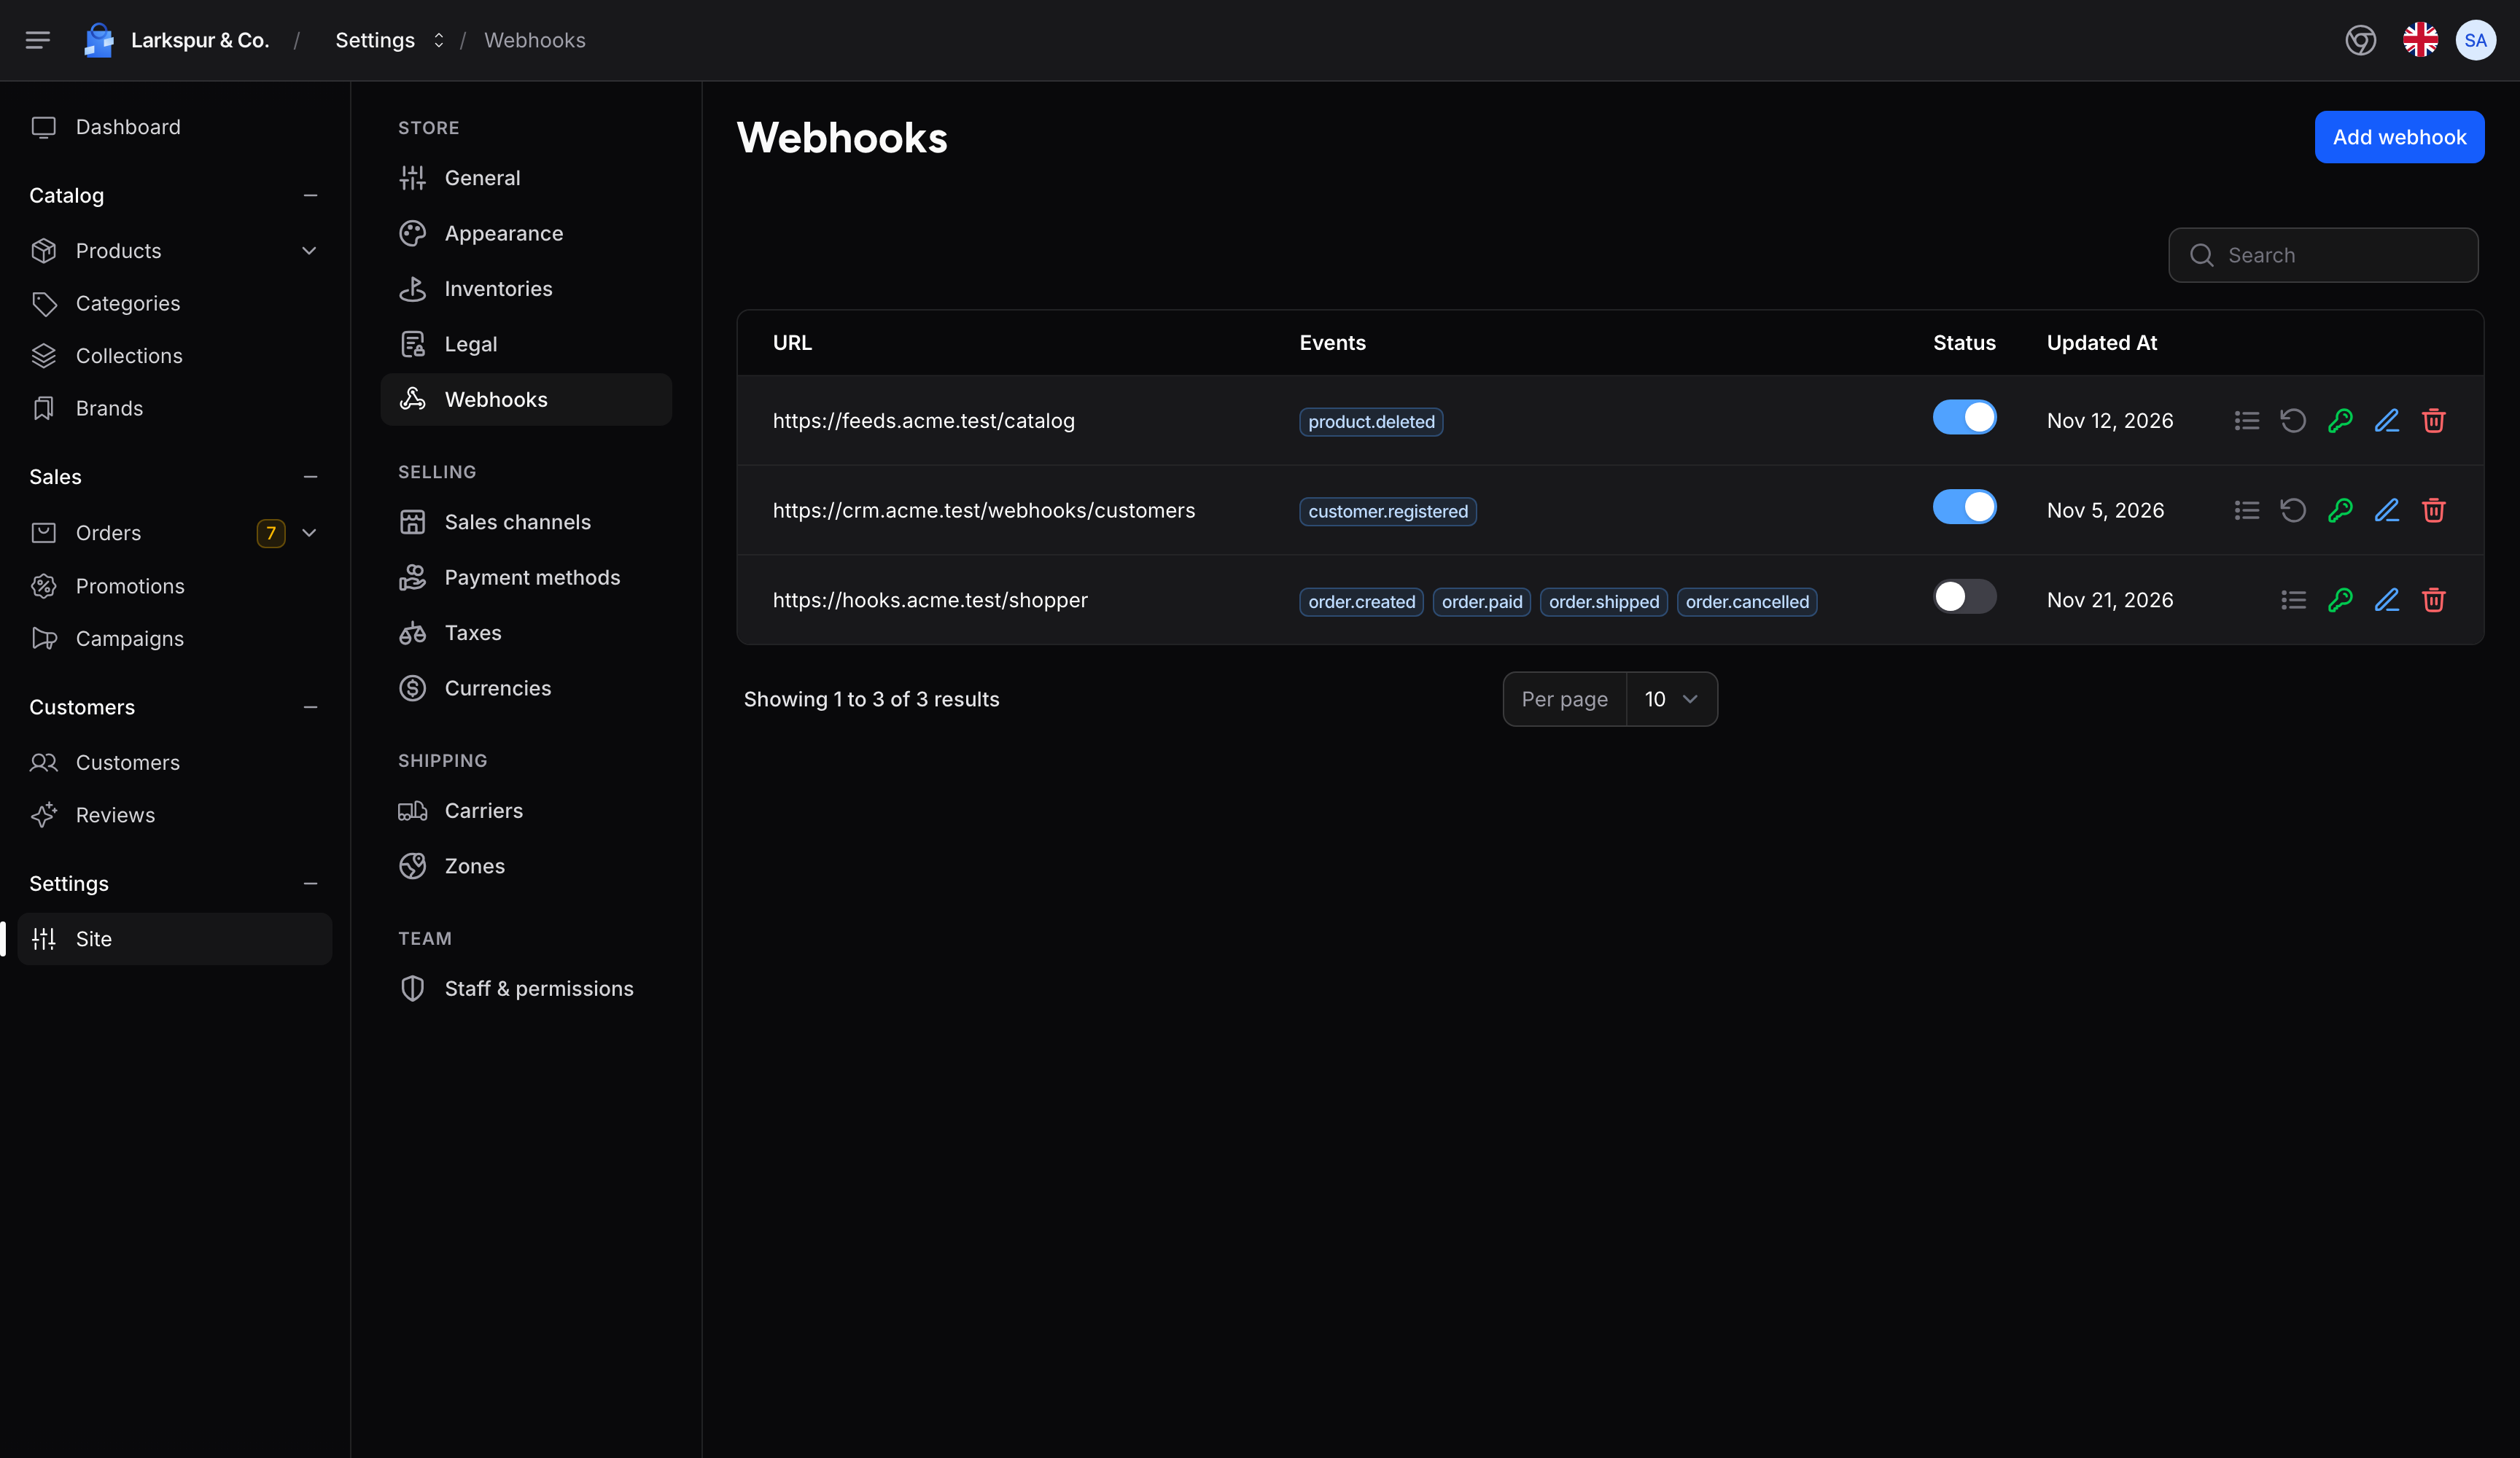 Larkspur & Co. / Settings / Webhooks
SA
Dashboard
Catalog
Products
Categories
Collections
Brands
Sales
Orders 7
Promotions
Campaigns
Customers
Customers
Reviews
Settings
Site
STORE
General
Appearance
Inventories
Legal
Webhooks
SELLING
Sales channels
Payment methods
Taxes
Currencies
SHIPPING
Carriers
Zones
TEAM
Staff & permissions
Webhooks
Add webhook
Search
URL Events Status Updated At
https://feeds.acme.test/catalog product.deleted Nov 12, 2026
https://crm.acme.test/webhooks/customers customer.registered Nov 5, 2026
https://hooks.acme.test/shopper order.created order.paid order.shipped order.cancelled Nov 21, 2026
Showing 1 to 3 of 3 results
Per page 10